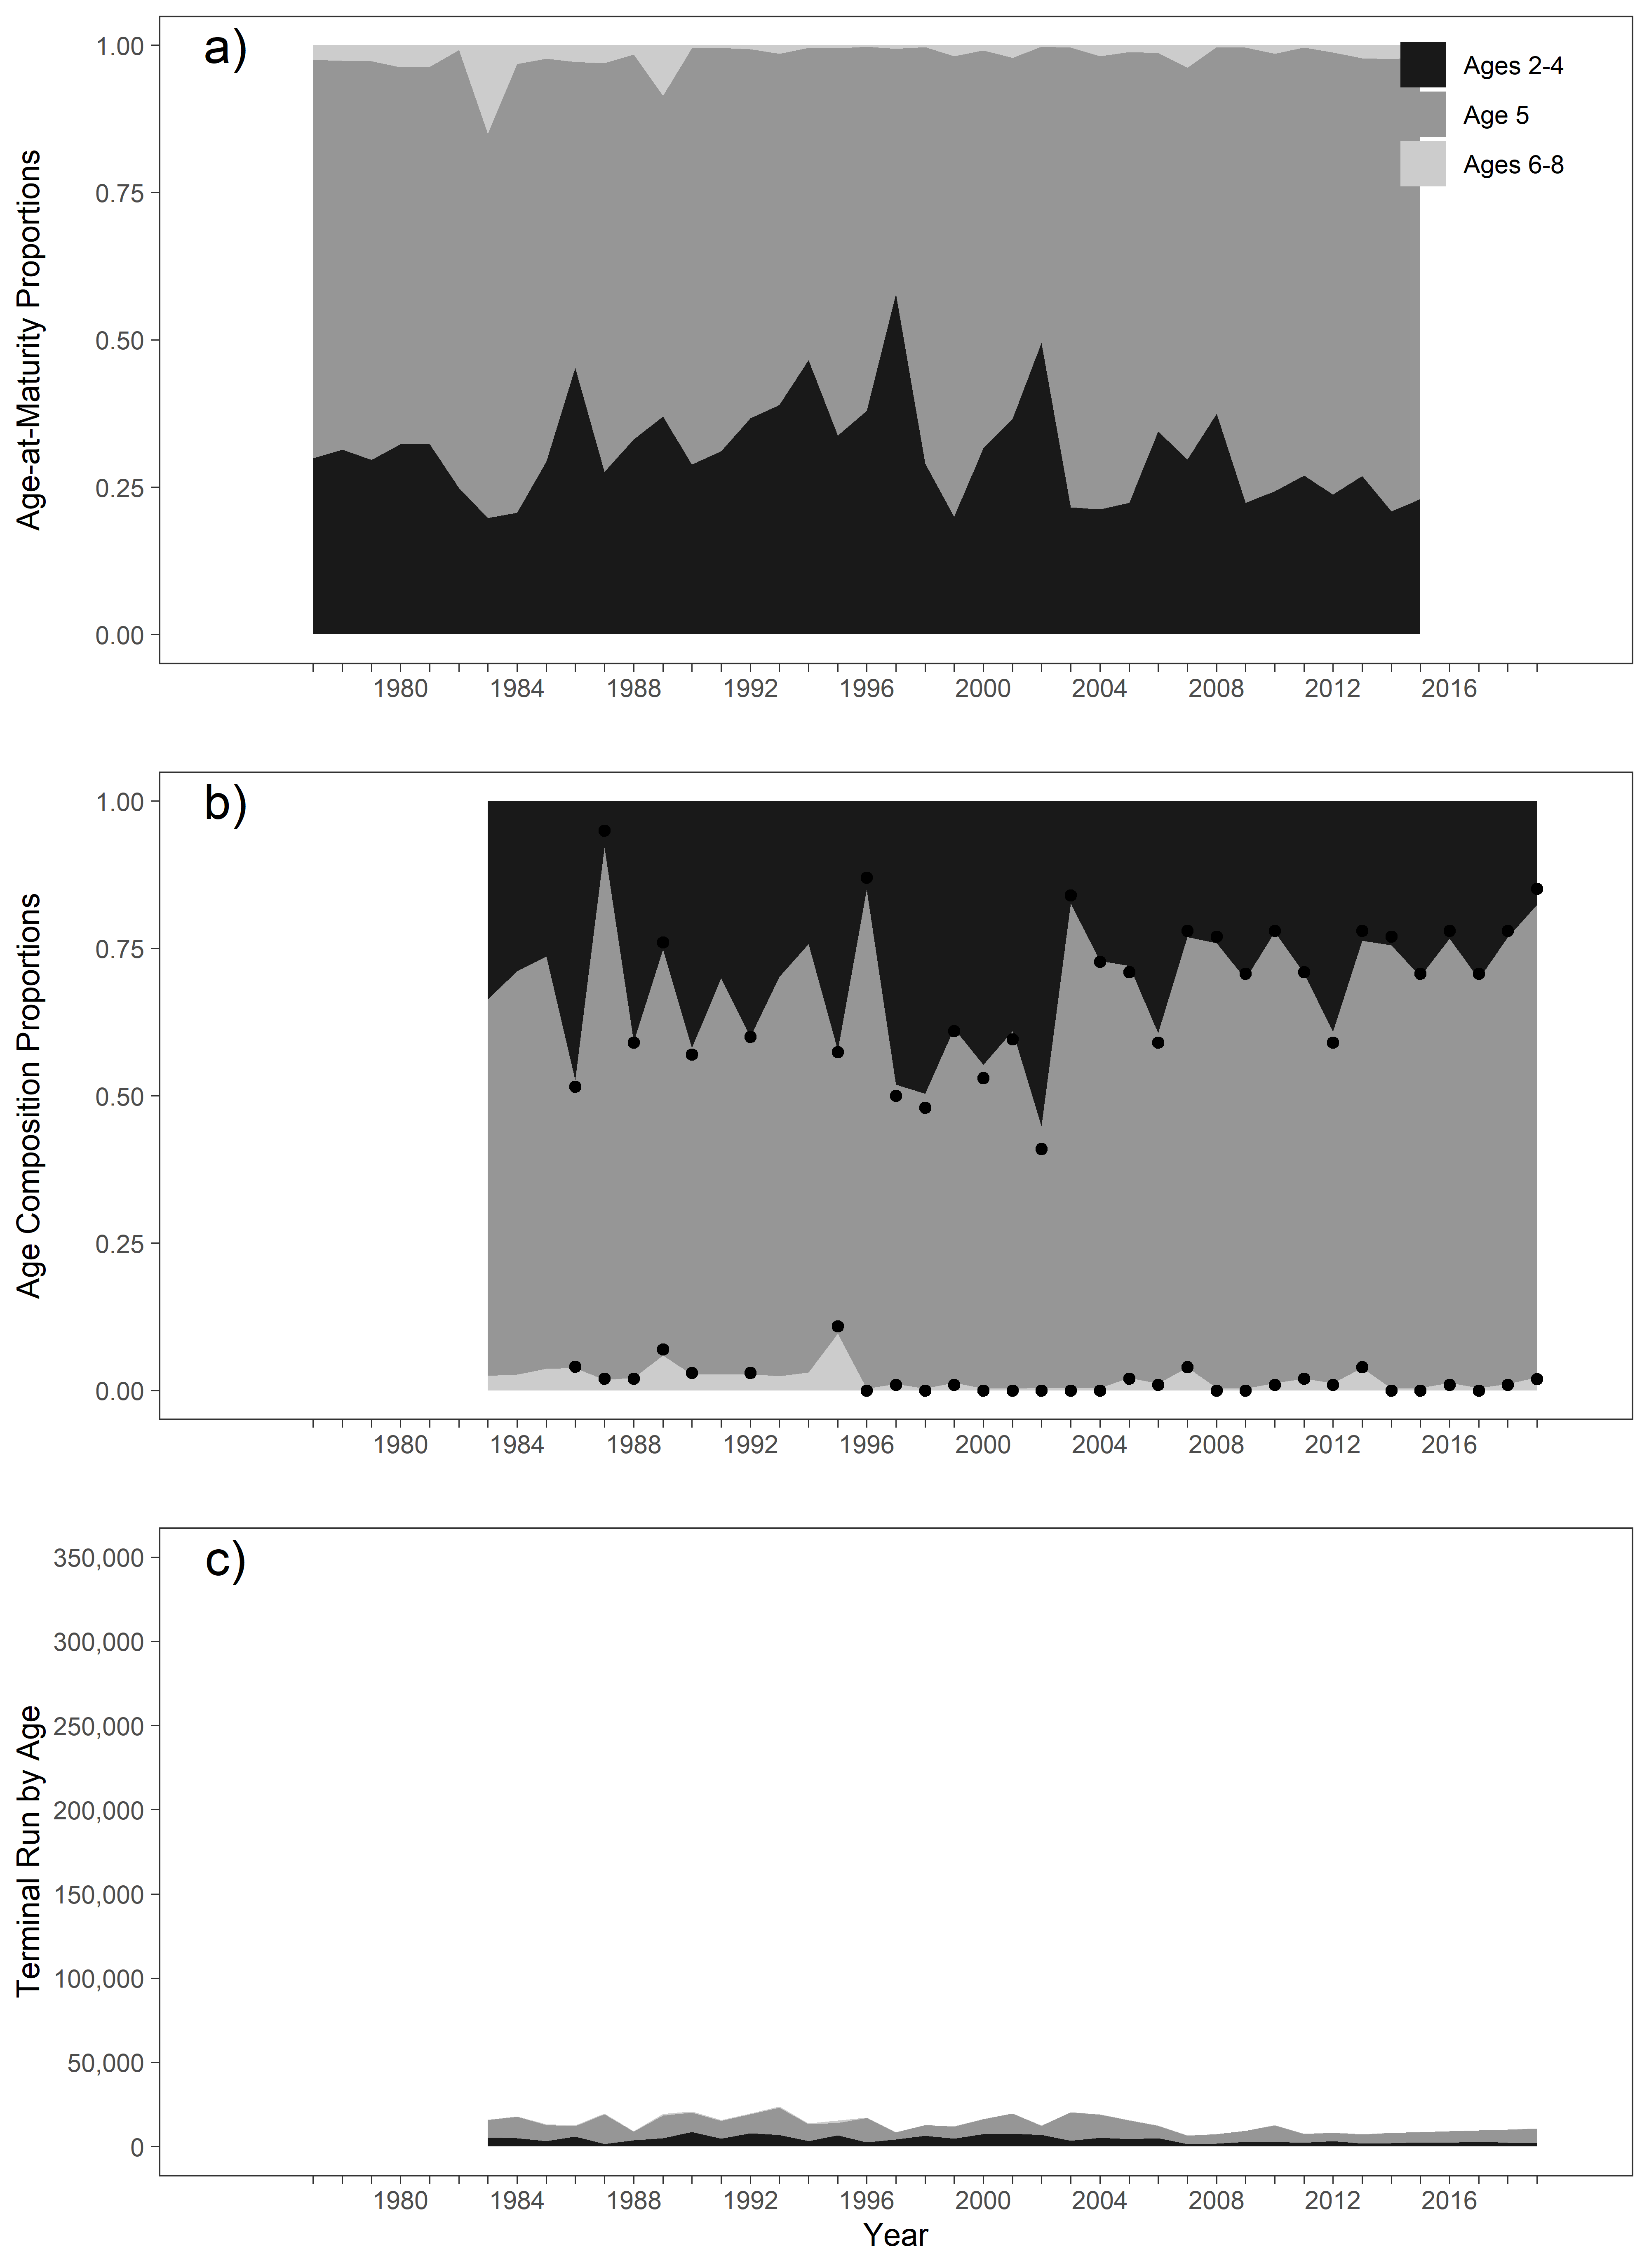 a)
Ages 2-4
Age 5
Ages 6-8
1.00
0.75
0.50
0.25
0.00
Age-at-Maturity Proportions
1980 1984 1988 1992 1996 2000 2004 2008 2012 2016
b)
1.00
0.75
0.50
0.25
0.00
Age Composition Proportions
1980 1984 1988 1992 1996 2000 2004 2008 2012 2016
c)
350,000
300,000
250,000
200,000
150,000
100,000
50,000
0
Terminal Run by Age
1980 1984 1988 1992 1996 2000 2004 2008 2012 2016
Year